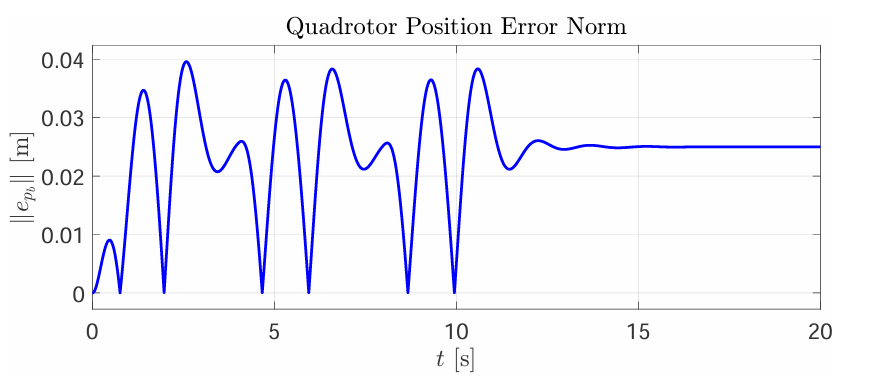 Quadrotor Position Error Norm
‖e_{p_b}‖ [m]
0.04
0.03
0.02
0.01
0
0 5 10 15 20
t [s]